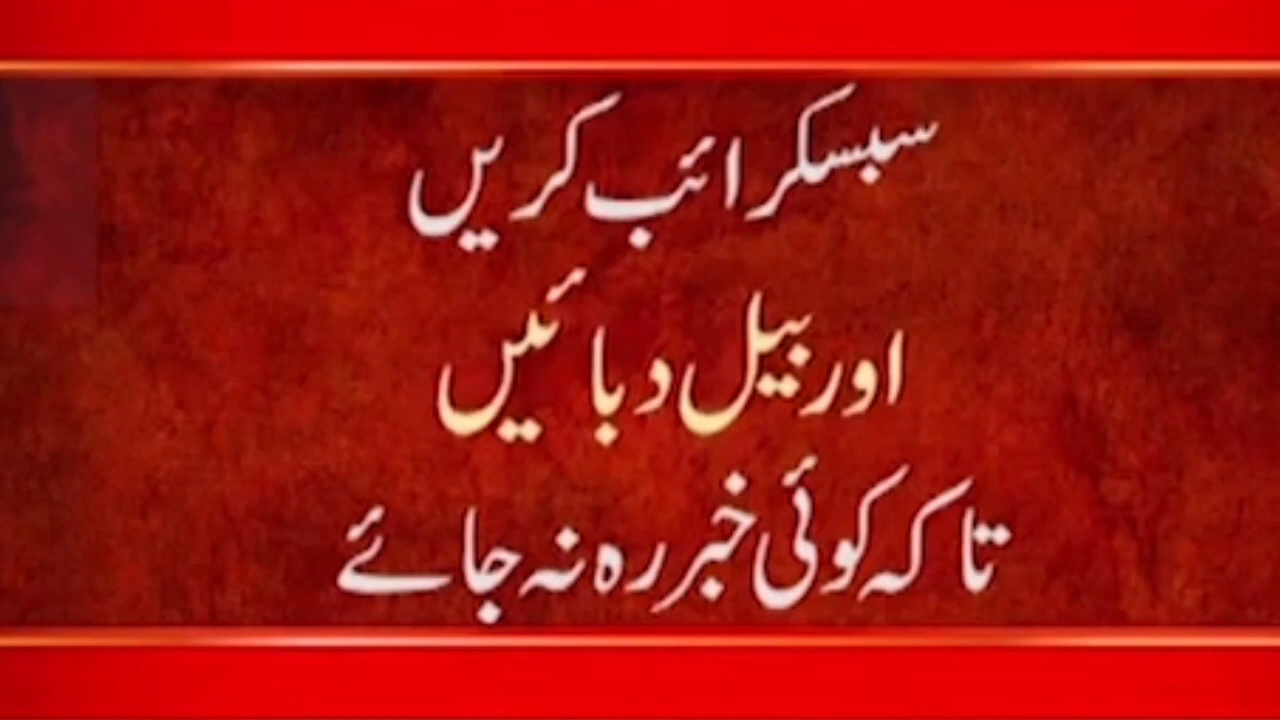 سبسکرائب کریں
اور بیل دبائیں
تاکہ کوئی خبر رہ نہ جائے